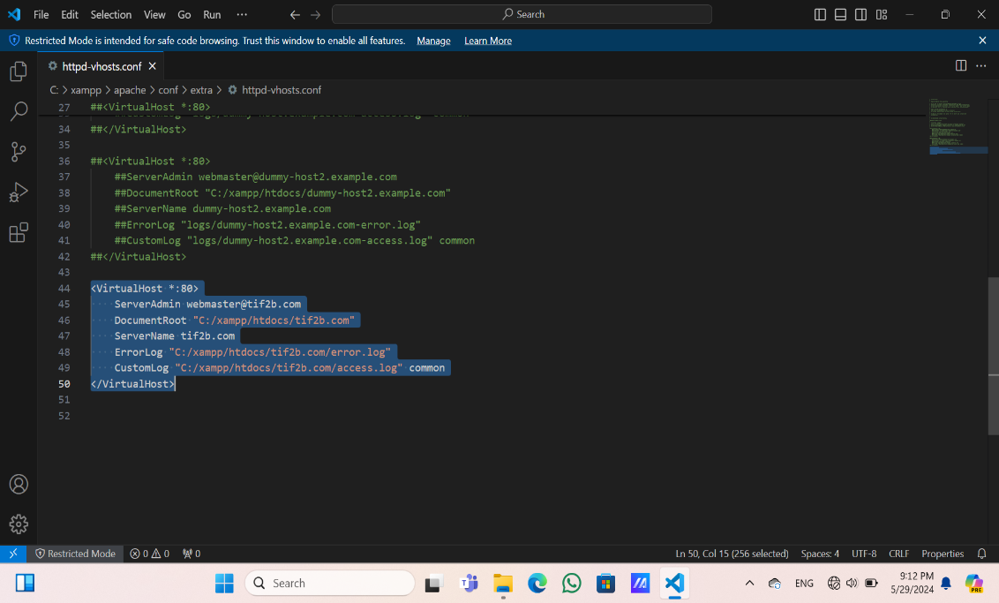 File Edit Selection View Go Run ··· Search
Restricted Mode is intended for safe code browsing. Trust this window to enable all features. Manage Learn More
httpd-vhosts.conf
C: > xampp > apache > conf > extra > httpd-vhosts.conf
27 ##<VirtualHost *:80>
34 ##</VirtualHost>
35
36 ##<VirtualHost *:80>
37 ##ServerAdmin webmaster@dummy-host2.example.com
38 ##DocumentRoot "C:/xampp/htdocs/dummy-host2.example.com"
39 ##ServerName dummy-host2.example.com
40 ##ErrorLog "logs/dummy-host2.example.com-error.log"
41 ##CustomLog "logs/dummy-host2.example.com-access.log" common
42 ##</VirtualHost>
43
44 <VirtualHost *:80>
45 ServerAdmin webmaster@tif2b.com
46 DocumentRoot "C:/xampp/htdocs/tif2b.com"
47 ServerName tif2b.com
48 ErrorLog "C:/xampp/htdocs/tif2b.com/error.log"
49 CustomLog "C:/xampp/htdocs/tif2b.com/access.log" common
50 </VirtualHost>
51
52
Restricted Mode 0 0 0 Ln 50, Col 15 (256 selected) Spaces: 4 UTF-8 CRLF Properties
Search ENG 9:12 PM
5/29/2024 PRE